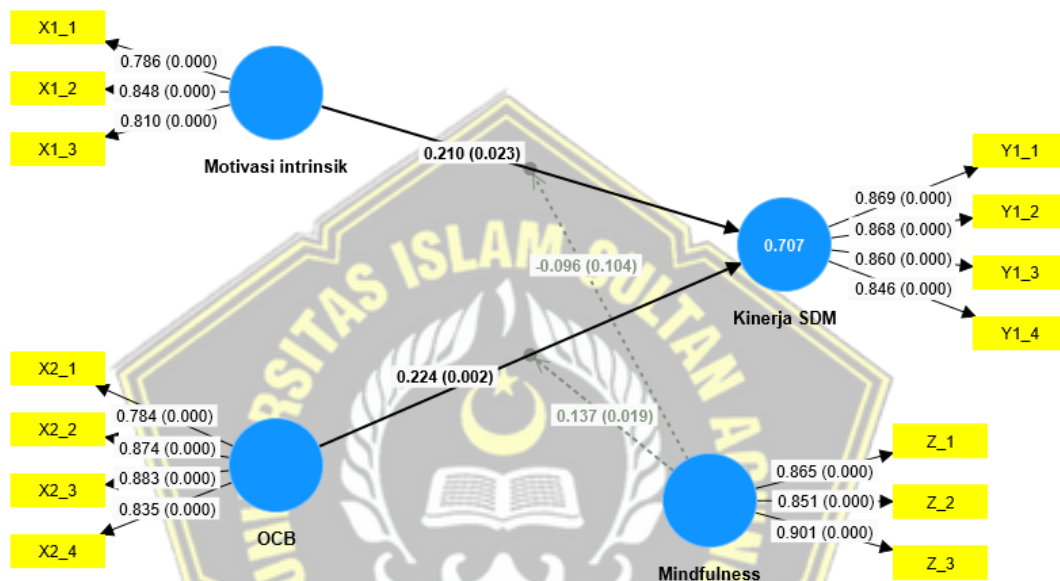 X1_1
0.786 (0.000)
X1_2
0.848 (0.000)
0.810 (0.000)
X1_3
Motivasi intrinsik
0.210 (0.023)
Y1_1
0.869 (0.000)
Y1_2
0.868 (0.000)
0.707
0.860 (0.000)
Y1_3
0.846 (0.000)
Kinerja SDM
Y1_4
-0.096 (0.104)
0.224 (0.002)
0.137 (0.019)
X2_1
0.784 (0.000)
X2_2
0.874 (0.000)
0.883 (0.000)
X2_3
0.835 (0.000)
OCB
X2_4
Z_1
0.865 (0.000)
0.851 (0.000)
Z_2
0.901 (0.000)
Z_3
Mindfulness
ISLAM SULTAN